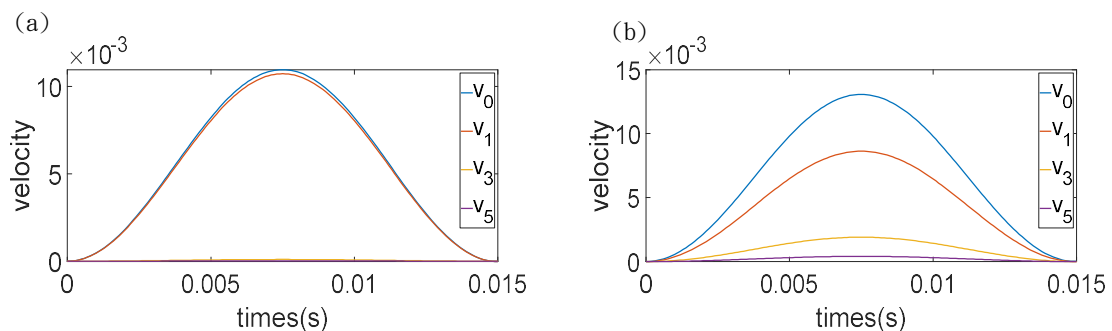 (a)
×10⁻³
10
5
0
velocity
0 0.005 0.01 0.015
times(s)
v₀
v₁
v₃
v₅
(b)
×10⁻³
15
10
5
0
velocity
0 0.005 0.01 0.015
times(s)
v₀
v₁
v₃
v₅